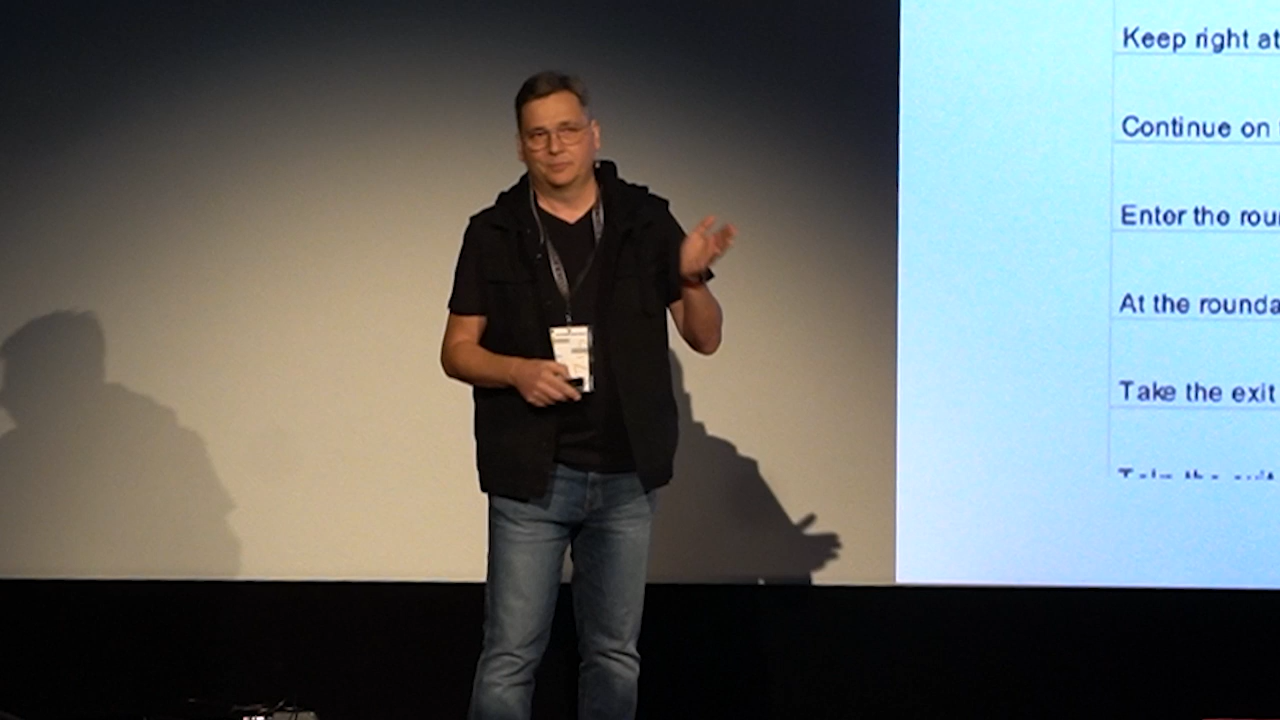 Keep right at
Continue on
Enter the rou
At the rounda
Take the exit